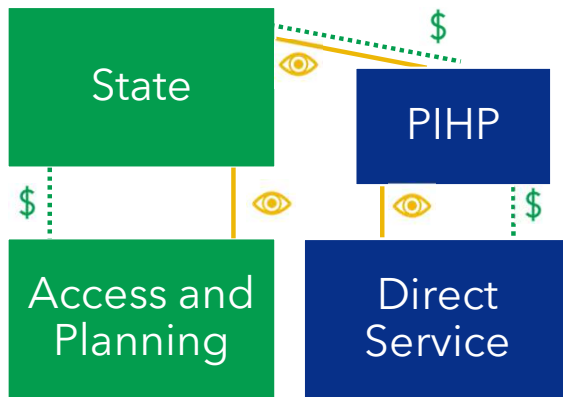 $
State
PIHP
$
$
Access and
Planning
Direct
Service